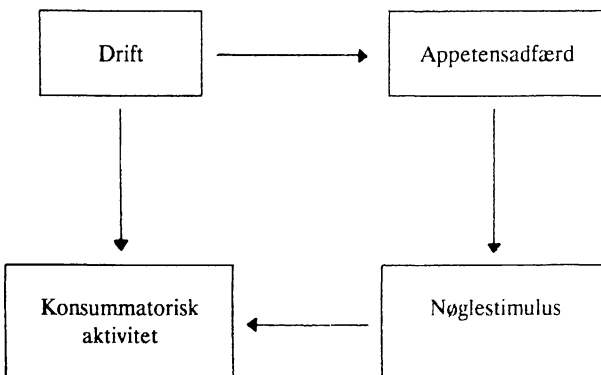 Drift
Appetensadfærd
Konsummatorisk
aktivitet
Nøglestimulus